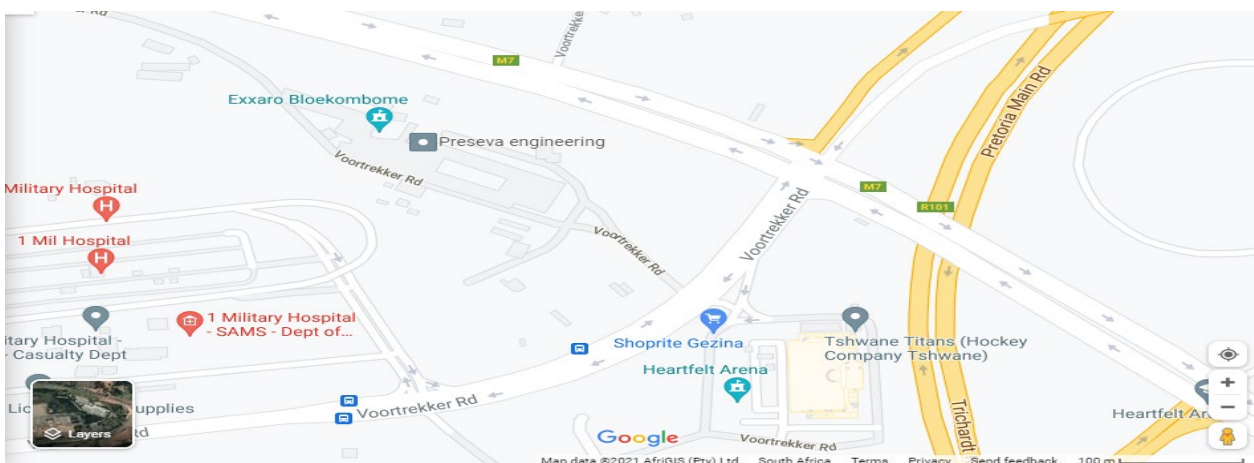 Rd
Voortrekker
M7
Pretoria Main Rd
Exxaro Bloekombome
Preseva engineering
Voortrekker Rd
Military Hospital
M7
R101
Voortrekker Rd
1 Mil Hospital
Voortrekker Rd
1 Military Hospital
- SAMS - Dept of...
itary Hospital -
- Casualty Dept
Shoprite Gezina
Tshwane Titans (Hockey
Company Tshwane)
Heartfelt Arena
Voortrekker Rd
Trichardt
Heartfelt Ar
Lic
upplies
Layers
Rd
Google
Voortrekker Rd
Map data ©2021 AfriGIS (Pty) Ltd South Africa Terms Privacy Send feedback 100 m